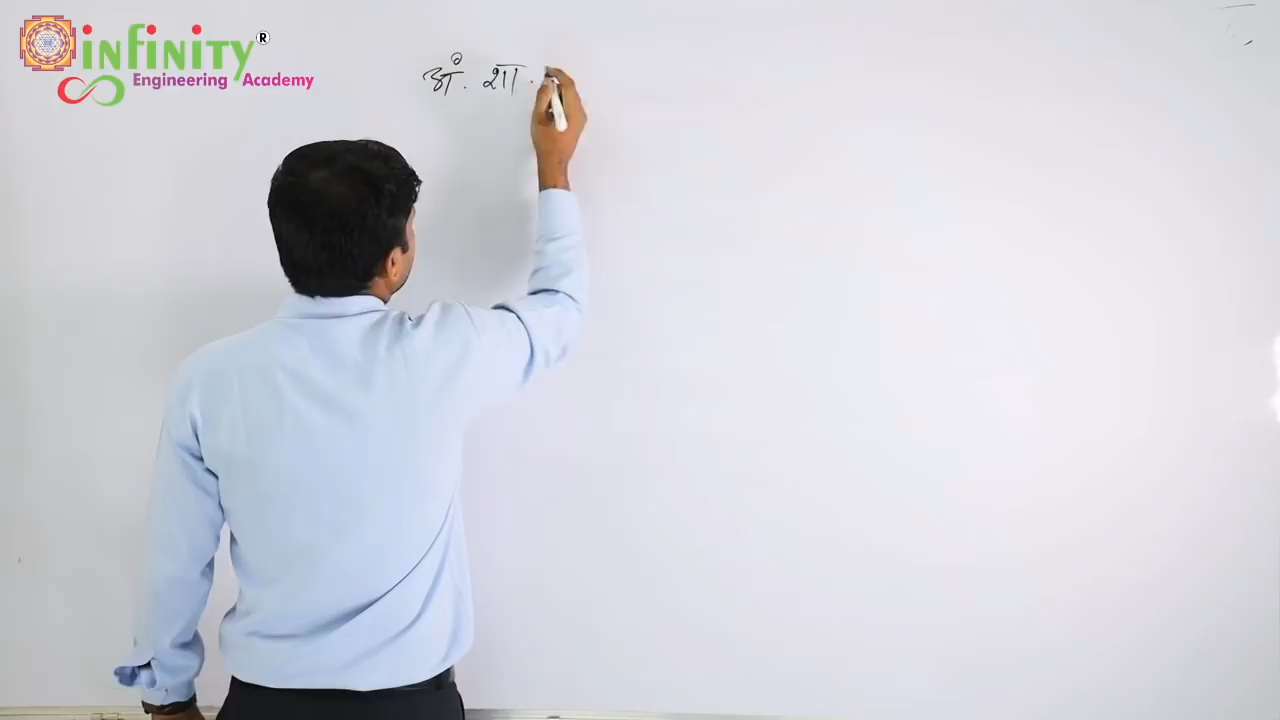 infinity®
Engineering Academy
अं. शा.